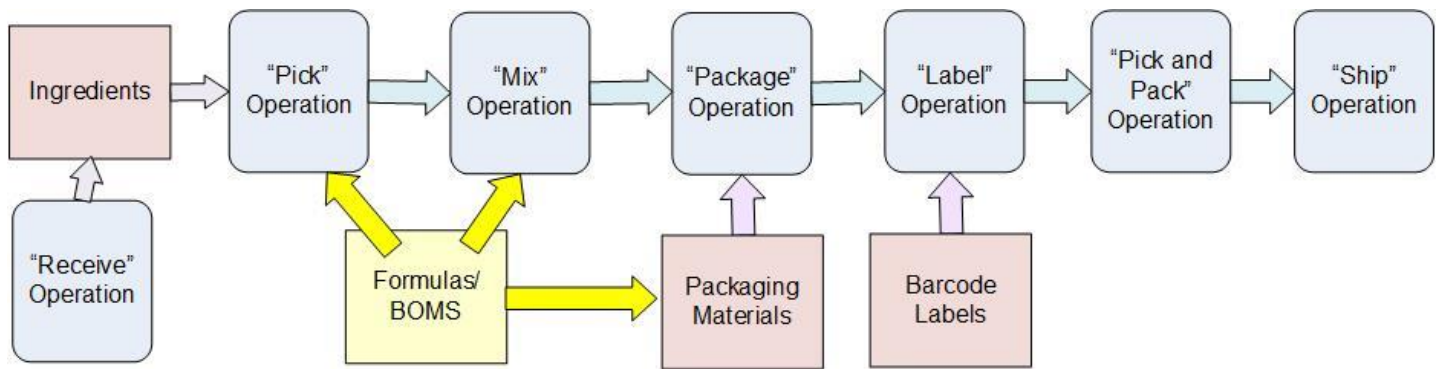 Ingredients
“Pick”
Operation
“Mix”
Operation
“Package”
Operation
“Label”
Operation
“Pick and
Pack”
Operation
“Ship”
Operation
“Receive”
Operation
Formulas/
BOMS
Packaging
Materials
Barcode
Labels